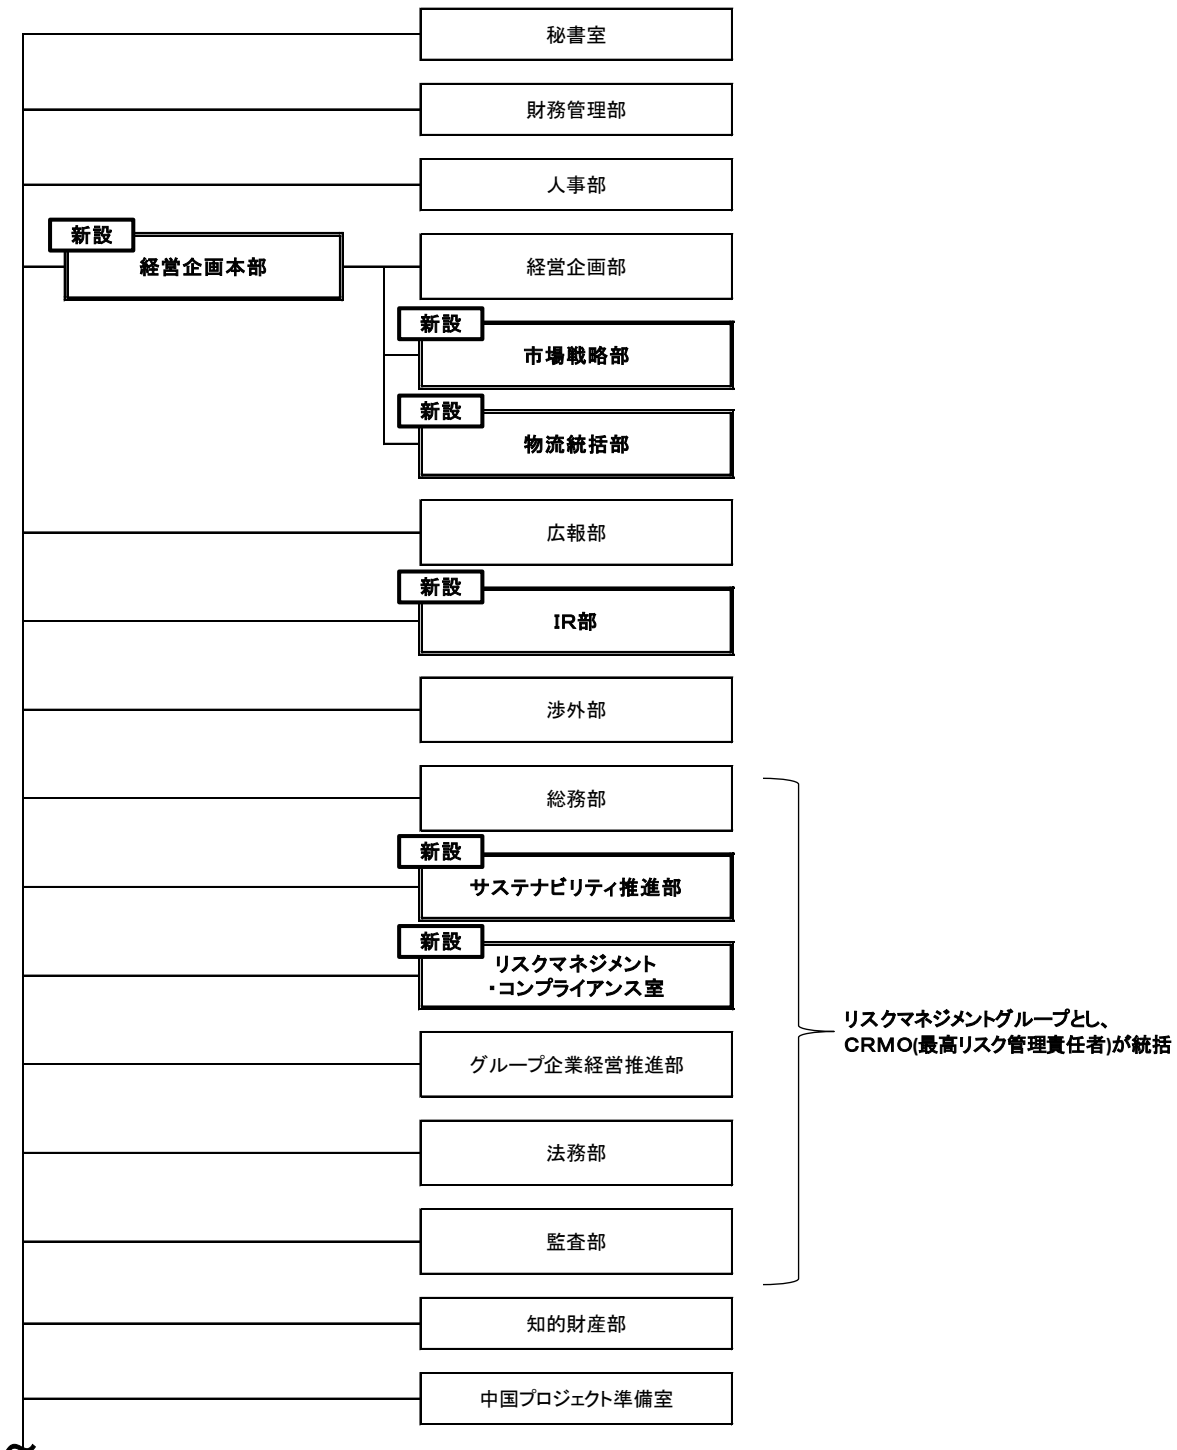 秘書室
財務管理部
人事部
新設
経営企画本部
経営企画部
新設
市場戦略部
新設
物流統括部
広報部
新設
IR部
渉外部
総務部
新設
サステナビリティ推進部
新設
リスクマネジメント
・コンプライアンス室
リスクマネジメントグループとし、
CRMO(最高リスク管理責任者)が統括
グループ企業経営推進部
法務部
監査部
知的財産部
中国プロジェクト準備室